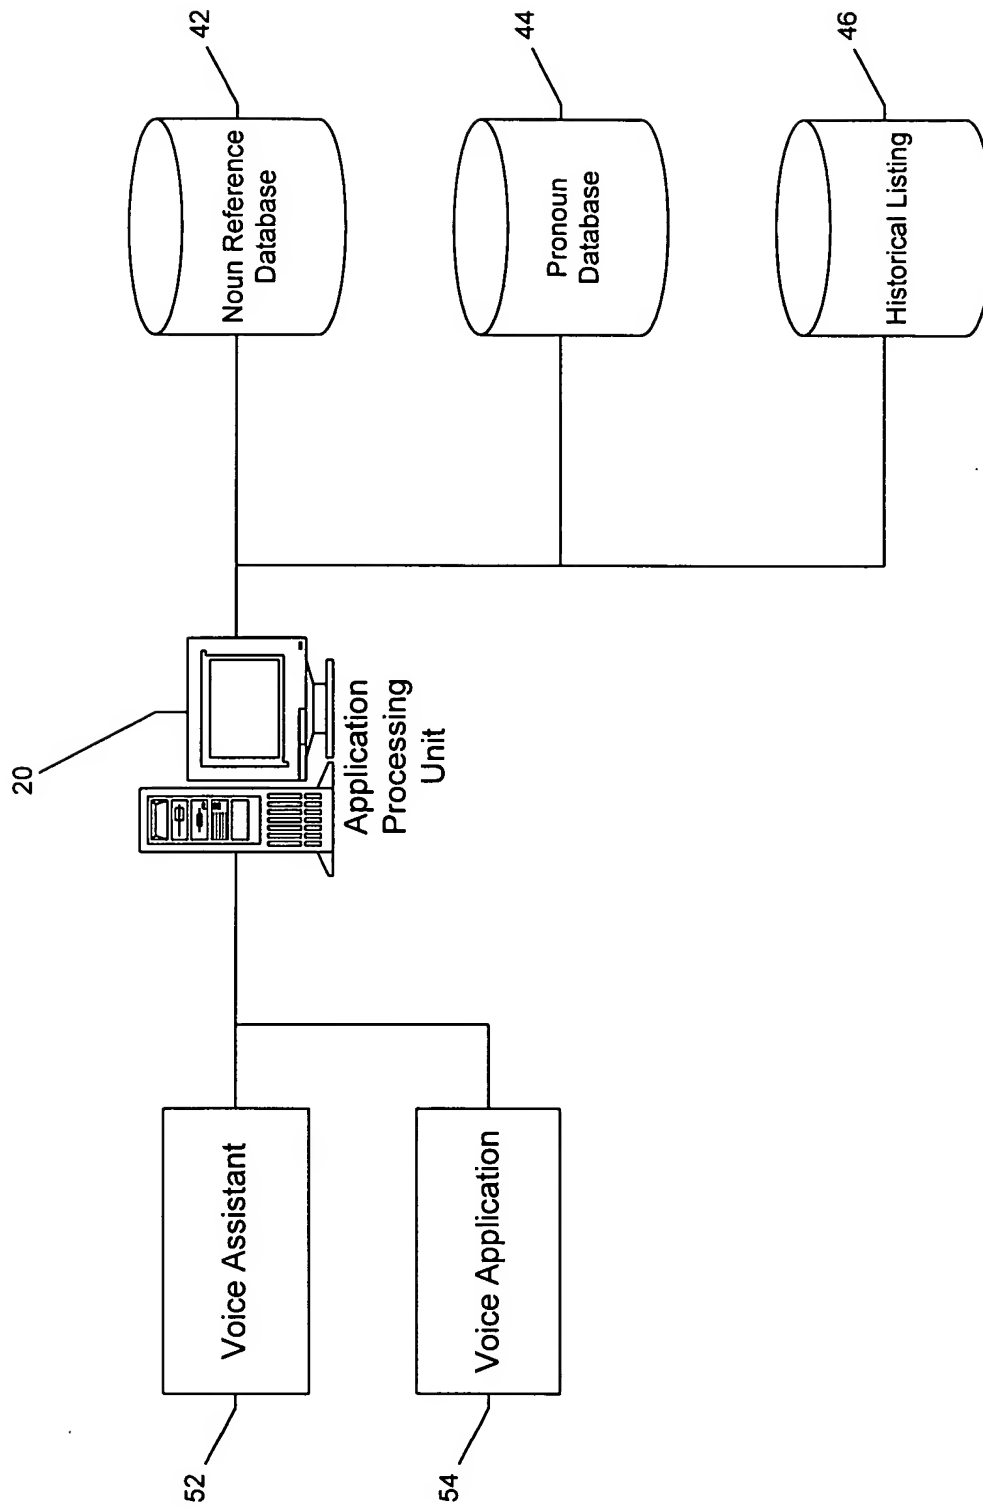 20
42
Noun Reference
Database
44
Pronoun
Database
46
Historical Listing
Application
Processing
Unit
52
Voice Assistant
54
Voice Application